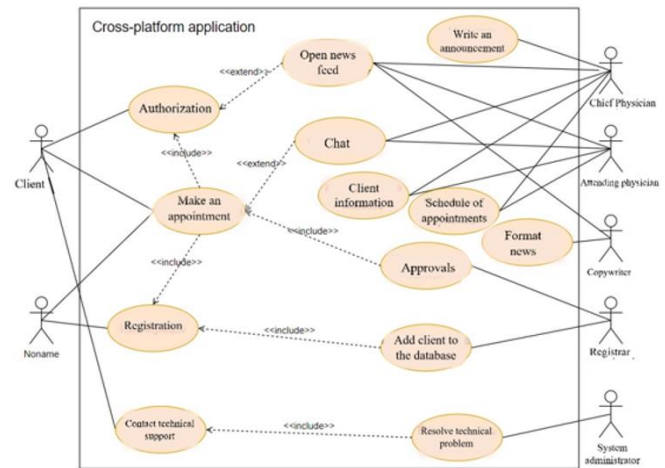 Cross-platform application
Write an
announcement
Open news
feed
<<extend>>
Chief Physician
Authorization
Chat
<<include>>
<<extend>>
Client
Attending physician
Client
information
Make an
appointment
Schedule of
appointments
<<include>>
Format
news
<<include>>
Approvals
Copywriter
Registration
<<include>>
Add client to
the database
Noname
Registrar
Contact technical
support
<<include>>
Resolve technical
problem
System
administrator